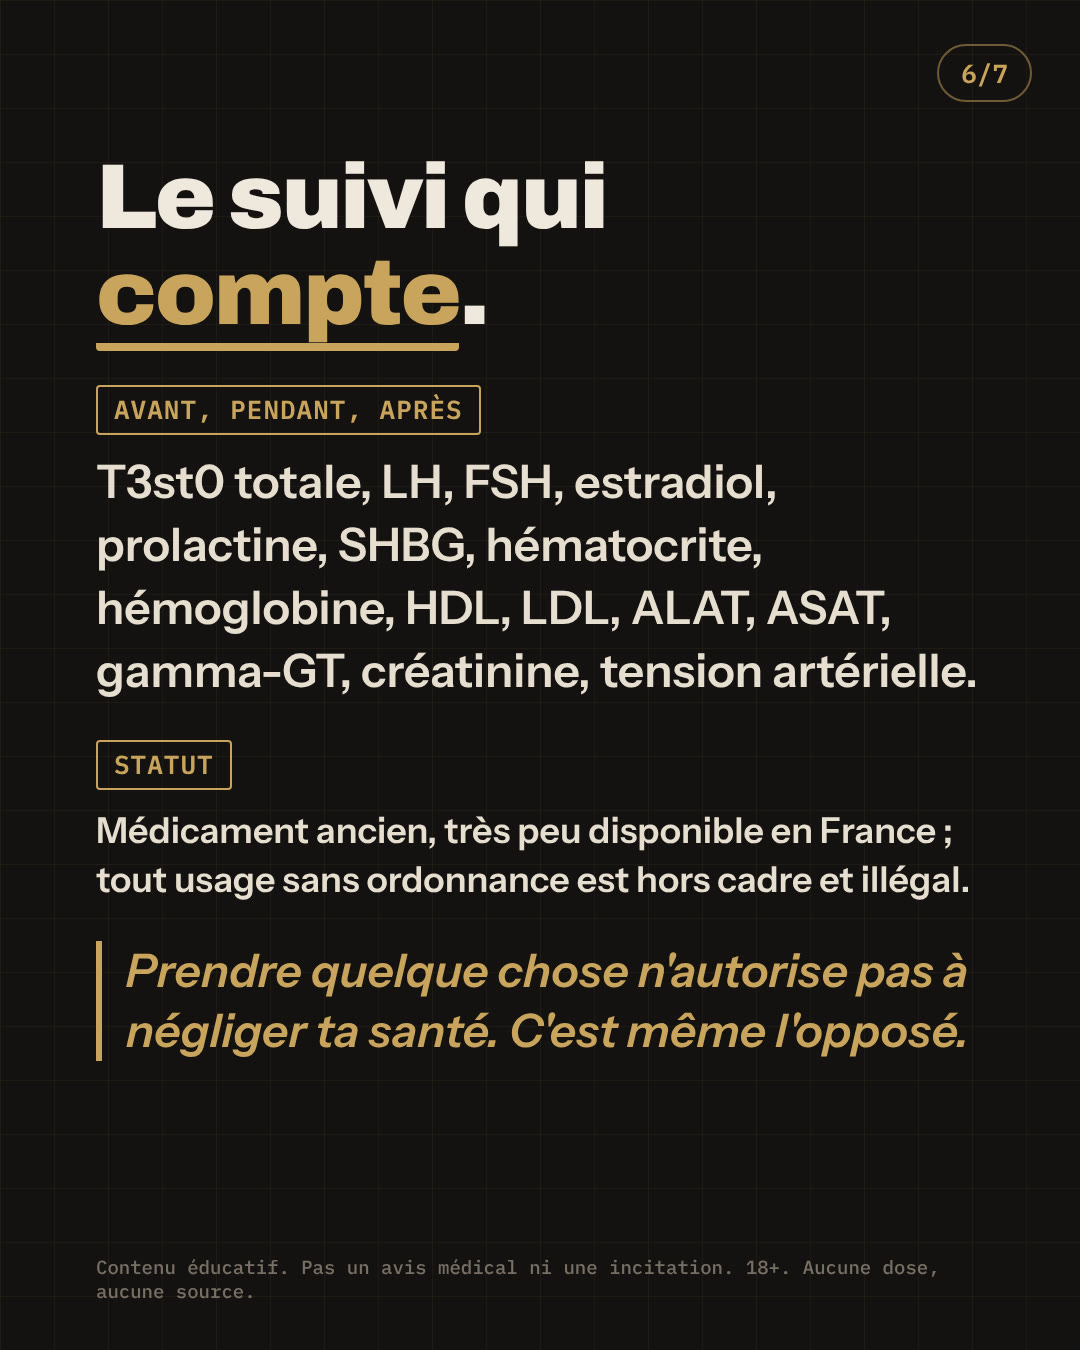 6/7
Le suivi qui
compte.
AVANT, PENDANT, APRÈS
T3st0 totale, LH, FSH, estradiol,
prolactine, SHBG, hématocrite,
hémoglobine, HDL, LDL, ALAT, ASAT,
gamma-GT, créatinine, tension artérielle.
STATUT
Médicament ancien, très peu disponible en France ;
tout usage sans ordonnance est hors cadre et illégal.
Prendre quelque chose n'autorise pas à
négliger ta santé. C'est même l'opposé.
Contenu éducatif. Pas un avis médical ni une incitation. 18+. Aucune dose,
aucune source.